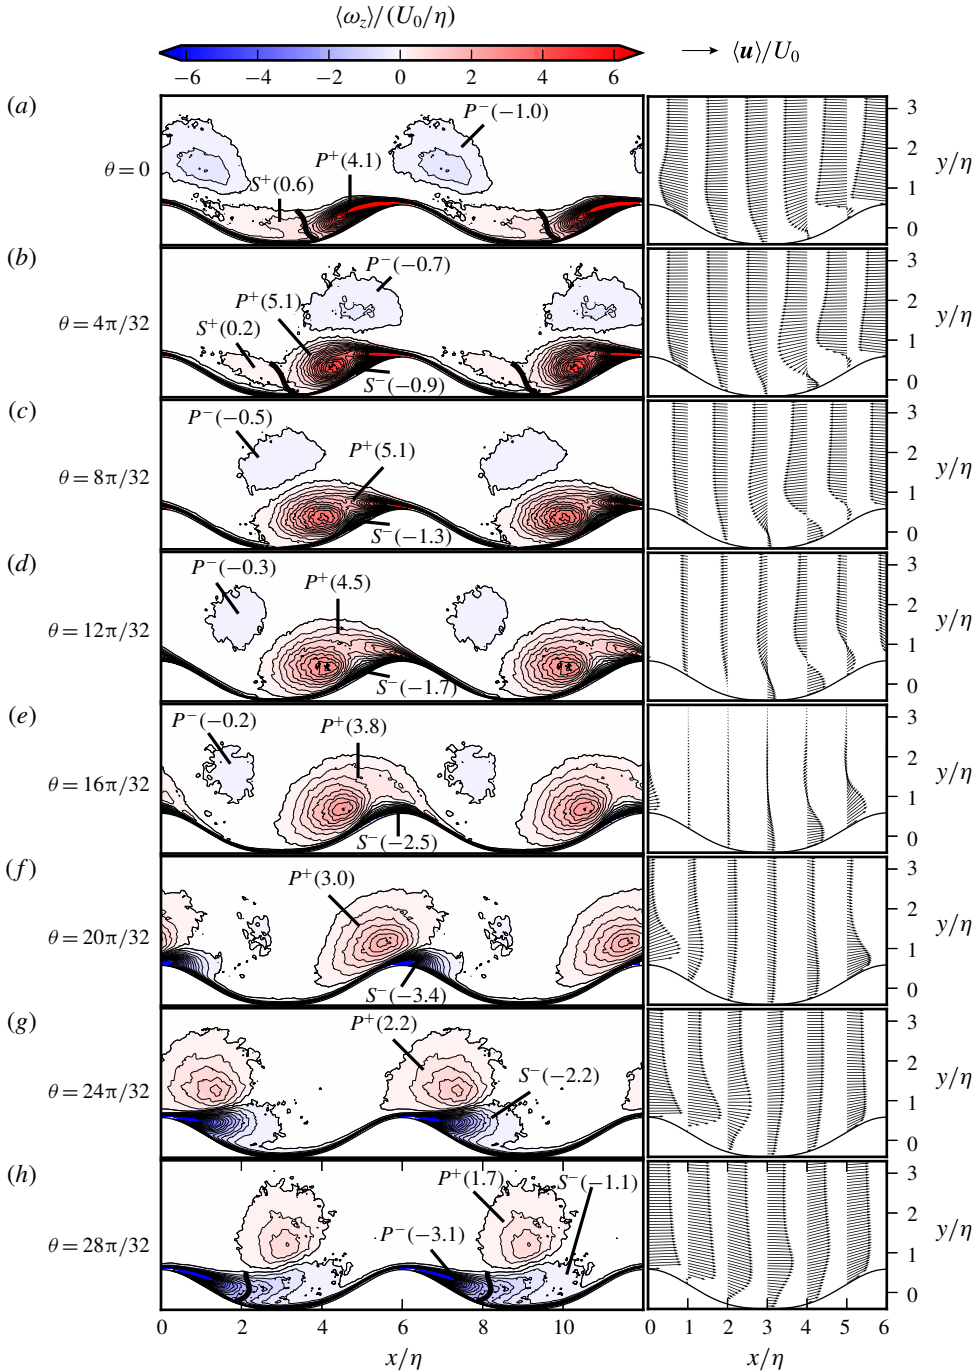 ⟨ω_z⟩/(U_0/η)
−6 −4 −2 0 2 4 6
⟨u⟩/U_0
(a)
θ = 0
P^−(−1.0)
P^+(4.1)
S^+(0.6)
3
2 y/η
1
0
(b)
θ = 4π/32
P^−(−0.7)
P^+(5.1)
S^+(0.2)
S^−(−0.9)
3
2 y/η
1
0
(c)
θ = 8π/32
P^−(−0.5)
P^+(5.1)
S^−(−1.3)
3
2 y/η
1
0
(d)
θ = 12π/32
P^−(−0.3)
P^+(4.5)
S^−(−1.7)
3
2 y/η
1
0
(e)
θ = 16π/32
P^−(−0.2)
P^+(3.8)
S^−(−2.5)
3
2 y/η
1
0
(f)
θ = 20π/32
P^+(3.0)
S^−(−3.4)
3
2 y/η
1
0
(g)
θ = 24π/32
P^+(2.2)
S^−(−2.2)
3
2 y/η
1
0
(h)
θ = 28π/32
P^+(1.7)
S^−(−1.1)
P^−(−3.1)
3
2 y/η
1
0
0 2 4 6 8 10
x/η
0 1 2 3 4 5 6
x/η